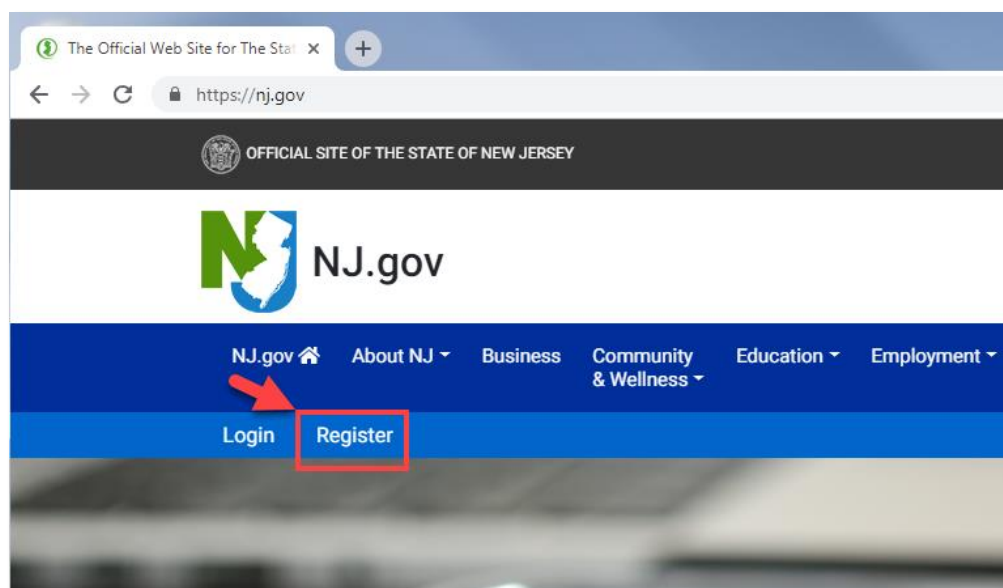 The Official Web Site for The Stat
https://nj.gov
OFFICIAL SITE OF THE STATE OF NEW JERSEY
NJ NJ.gov
NJ.gov About NJ Business Community & Wellness Education Employment
Login Register